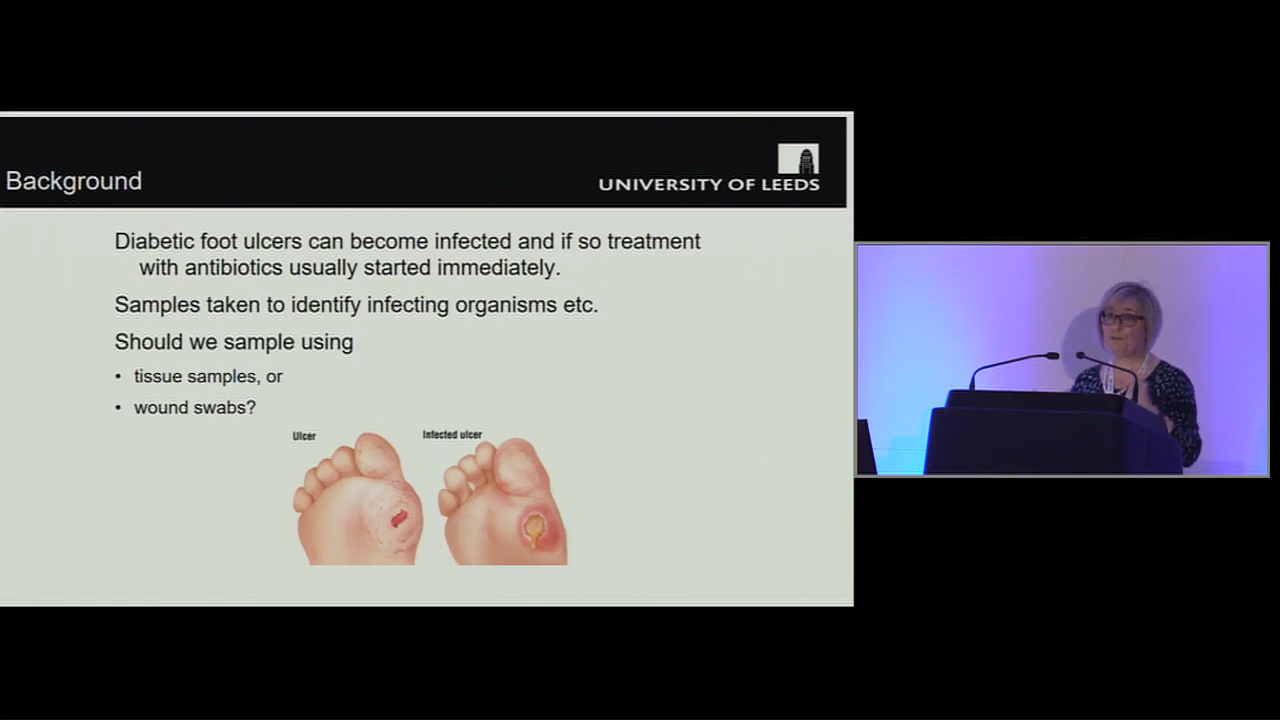 Background
UNIVERSITY OF LEEDS
Diabetic foot ulcers can become infected and if so treatment
with antibiotics usually started immediately.
Samples taken to identify infecting organisms etc.
Should we sample using
• tissue samples, or
• wound swabs?
Ulcer
Infected ulcer